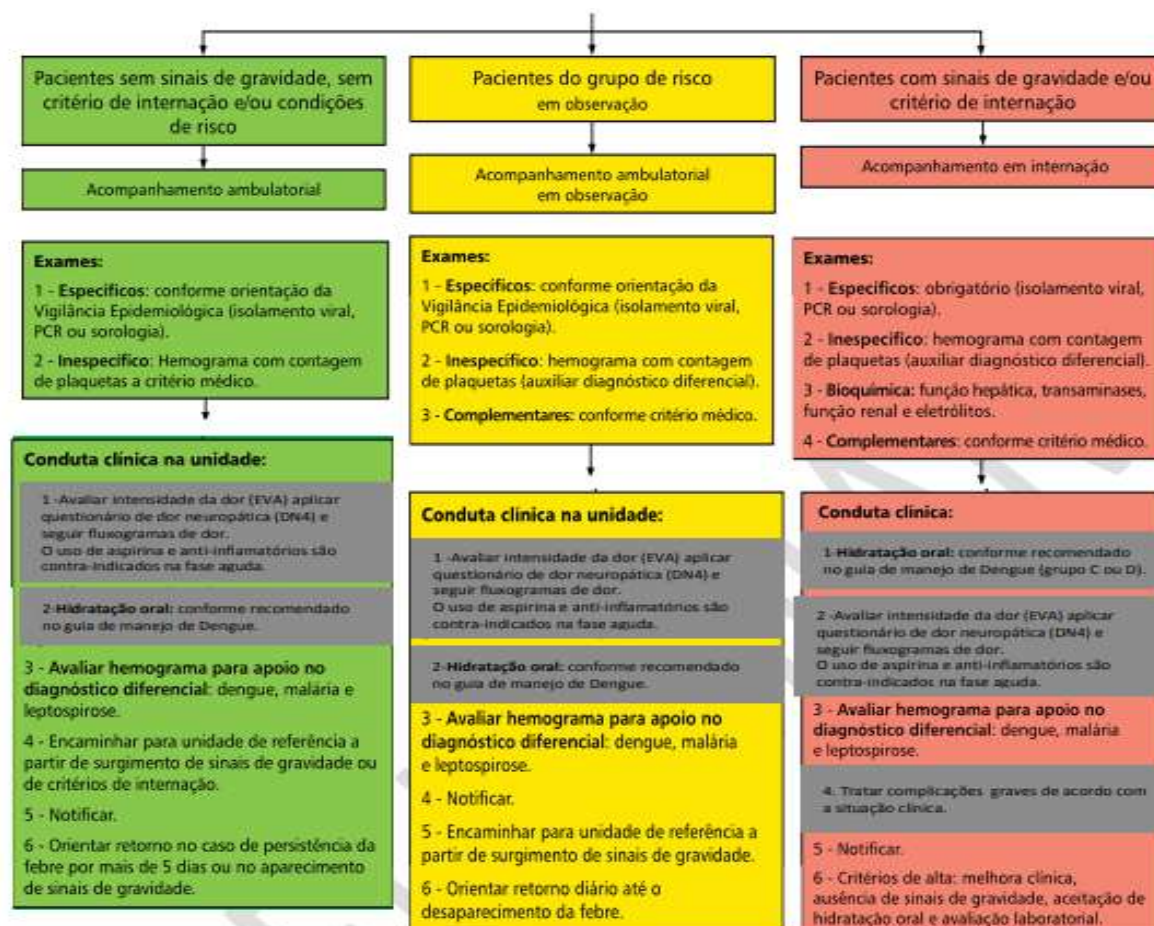 Pacientes sem sinais de gravidade, sem
critério de internação e/ou condições
de risco
Acompanhamento ambulatorial
Exames:
1 - Específicos: conforme orientação da
Vigilância Epidemiológica (isolamento viral,
PCR ou sorologia).
2 - Inespecífico: Hemograma com contagem
de plaquetas a critério médico.
Conduta clínica na unidade:
1 -Avaliar intensidade da dor (EVA) aplicar
questionário de dor neuropática (DN4) e
seguir fluxogramas de dor.
O uso de aspirina e anti-inflamatórios são
contra-indicados na fase aguda.
2-Hidratação oral: conforme recomendado
no guia de manejo de Dengue.
3 - Avaliar hemograma para apoio no
diagnóstico diferencial: dengue, malária e
leptospirose.
4 - Encaminhar para unidade de referência a
partir de surgimento de sinais de gravidade ou
de critérios de internação.
5 - Notificar.
6 - Orientar retorno no caso de persistência da
febre por mais de 5 dias ou no aparecimento
de sinais de gravidade.
Pacientes do grupo de risco
em observação
Acompanhamento ambulatorial
em observação
Exames:
1 - Específicos: conforme orientação da
Vigilância Epidemiológica (isolamento viral,
PCR ou sorologia).
2 - Inespecífico: hemograma com contagem
de plaquetas (auxiliar diagnóstico diferencial).
3 - Complementares: conforme critério médico.
Conduta clínica na unidade:
1 -Avaliar intensidade da dor (EVA) aplicar
questionário de dor neuropática (DN4) e
seguir fluxogramas de dor.
O uso de aspirina e anti-inflamatórios são
contra-indicados na fase aguda.
2-Hidratação oral: conforme recomendado
no guia de manejo de Dengue.
3 - Avaliar hemograma para apoio no
diagnóstico diferencial: dengue, malária
e leptospirose.
4 - Notificar.
5 - Encaminhar para unidade de referência a
partir de surgimento de sinais de gravidade.
6 - Orientar retorno diário até o
desaparecimento da febre.
Pacientes com sinais de gravidade e/ou
critério de internação
Acompanhamento em internação
Exames:
1 - Específicos: obrigatório (isolamento viral,
PCR ou sorologia).
2 - Inespecífico: hemograma com contagem
de plaquetas (auxiliar diagnóstico diferencial).
3 - Bioquímica: função hepática, transaminases,
função renal e eletrólitos.
4 - Complementares: conforme critério médico.
Conduta clínica:
1-Hidratação oral: conforme recomendado
no guia de manejo de Dengue (grupo C ou D).
2 -Avaliar intensidade da dor (EVA) aplicar
questionário de dor neuropática (DN4) e
seguir fluxogramas de dor.
O uso de aspirina e anti-inflamatórios são
contra-indicados na fase aguda.
3 - Avaliar hemograma para apoio no
diagnóstico diferencial: dengue, malária
e leptospirose.
4. Tratar complicações graves de acordo com
a situação clínica.
5 - Notificar.
6 - Critérios de alta: melhora clínica,
ausência de sinais de gravidade, aceitação de
hidratação oral e avaliação laboratorial.